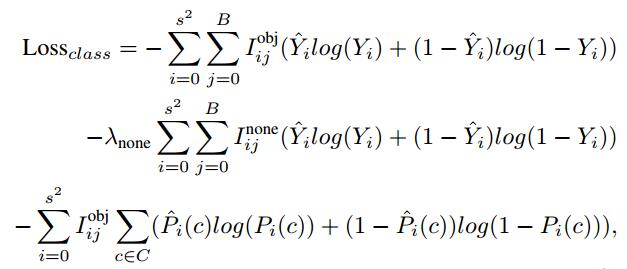 Loss_{class} = -\sum_{i=0}^{s^2} \sum_{j=0}^{B} I_{ij}^{obj} (\hat{Y}_i log(Y_i) + (1 - \hat{Y}_i) log(1 - Y_i))
-\lambda_{none} \sum_{i=0}^{s^2} \sum_{j=0}^{B} I_{ij}^{none} (\hat{Y}_i log(Y_i) + (1 - \hat{Y}_i) log(1 - Y_i))
-\sum_{i=0}^{s^2} I_{ij}^{obj} \sum_{c \in C} (\hat{P}_i(c) log(P_i(c)) + (1 - \hat{P}_i(c)) log(1 - P_i(c))),